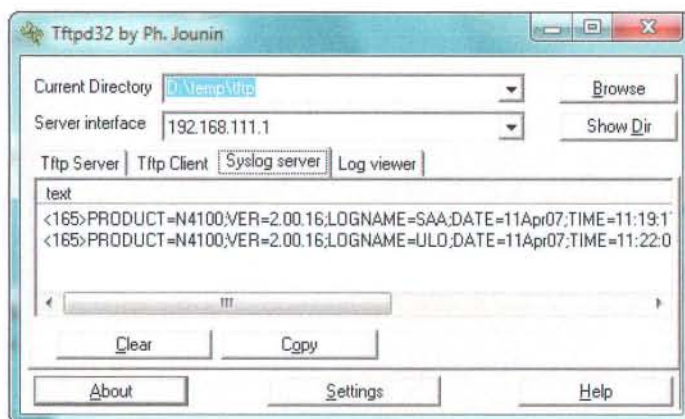 Tftpd32 by Ph. Jounin
Current Directory D:\temp\tftp Browse
Server interface 192.168.111.1 Show Dir
Tftp Server Tftp Client Syslog server Log viewer
text
<165>PRODUCT=N4100;VER=2.00.16;LOGNAME=SAA;DATE=11Apr07;TIME=11:19:1
<165>PRODUCT=N4100;VER=2.00.16;LOGNAME=ULO;DATE=11Apr07;TIME=11:22:0
Clear Copy
About Settings Help